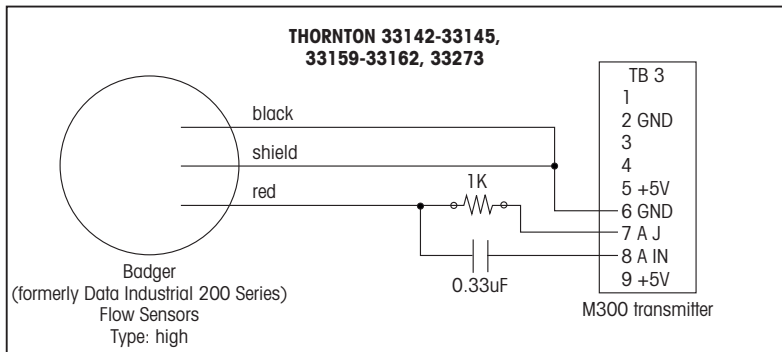 THORNTON 33142-33145,
33159-33162, 33273
TB 3
1
2 GND
3
4
5 +5V
6 GND
7 A J
8 A IN
9 +5V
M300 transmitter
black
shield
red
1K
0.33uF
Badger
(formerly Data Industrial 200 Series)
Flow Sensors
Type: high